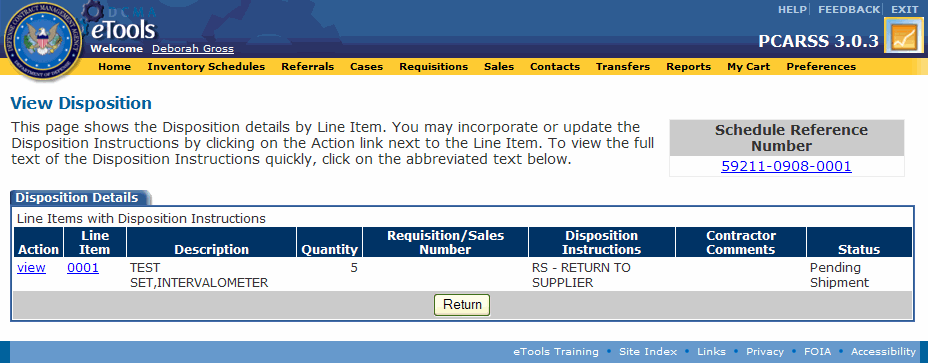 HELP FEEDBACK EXIT
DCMA
eTools
Welcome Deborah Gross
PCARSS 3.0.3
Home Inventory Schedules Referrals Cases Requisitions Sales Contacts Transfers Reports My Cart Preferences
View Disposition
This page shows the Disposition details by Line Item. You may incorporate or update the
Disposition Instructions by clicking on the Action link next to the Line Item. To view the full
text of the Disposition Instructions quickly, click on the abbreviated text below.
Schedule Reference
Number
59211-0908-0001
Disposition Details
Line Items with Disposition Instructions
Action Line Item Description Quantity Requisition/Sales Number Disposition Instructions Contractor Comments Status
view 0001 TEST 5 RS - RETURN TO Pending
SET,INTERVALOMETER SUPPLIER Shipment
Return
eTools Training • Site Index • Links • Privacy • FOIA • Accessibility